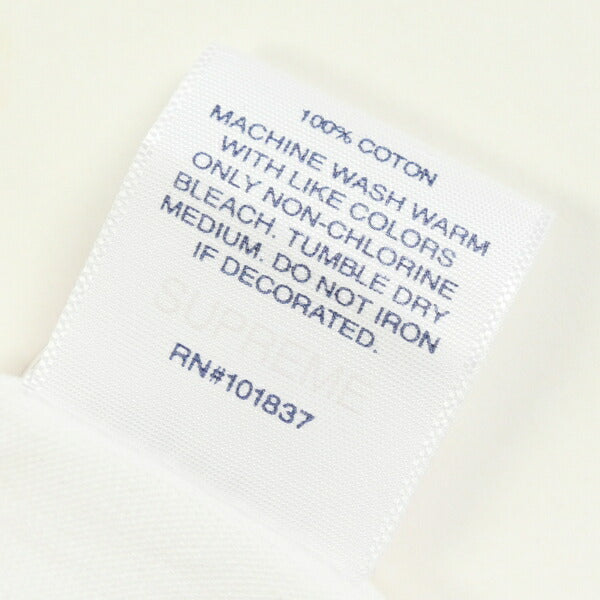 100% COTON
MACHINE WASH WARM
WITH LIKE COLORS
ONLY NON-CHLORINE
BLEACH. TUMBLE DRY
MEDIUM. DO NOT IRON
IF DECORATED.
SUPREME
RN#101837